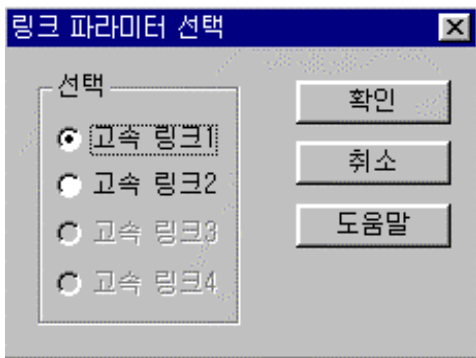 링크 파라미터 선택
선택
고속 링크1
고속 링크2
고속 링크3
고속 링크4
확인
취소
도움말